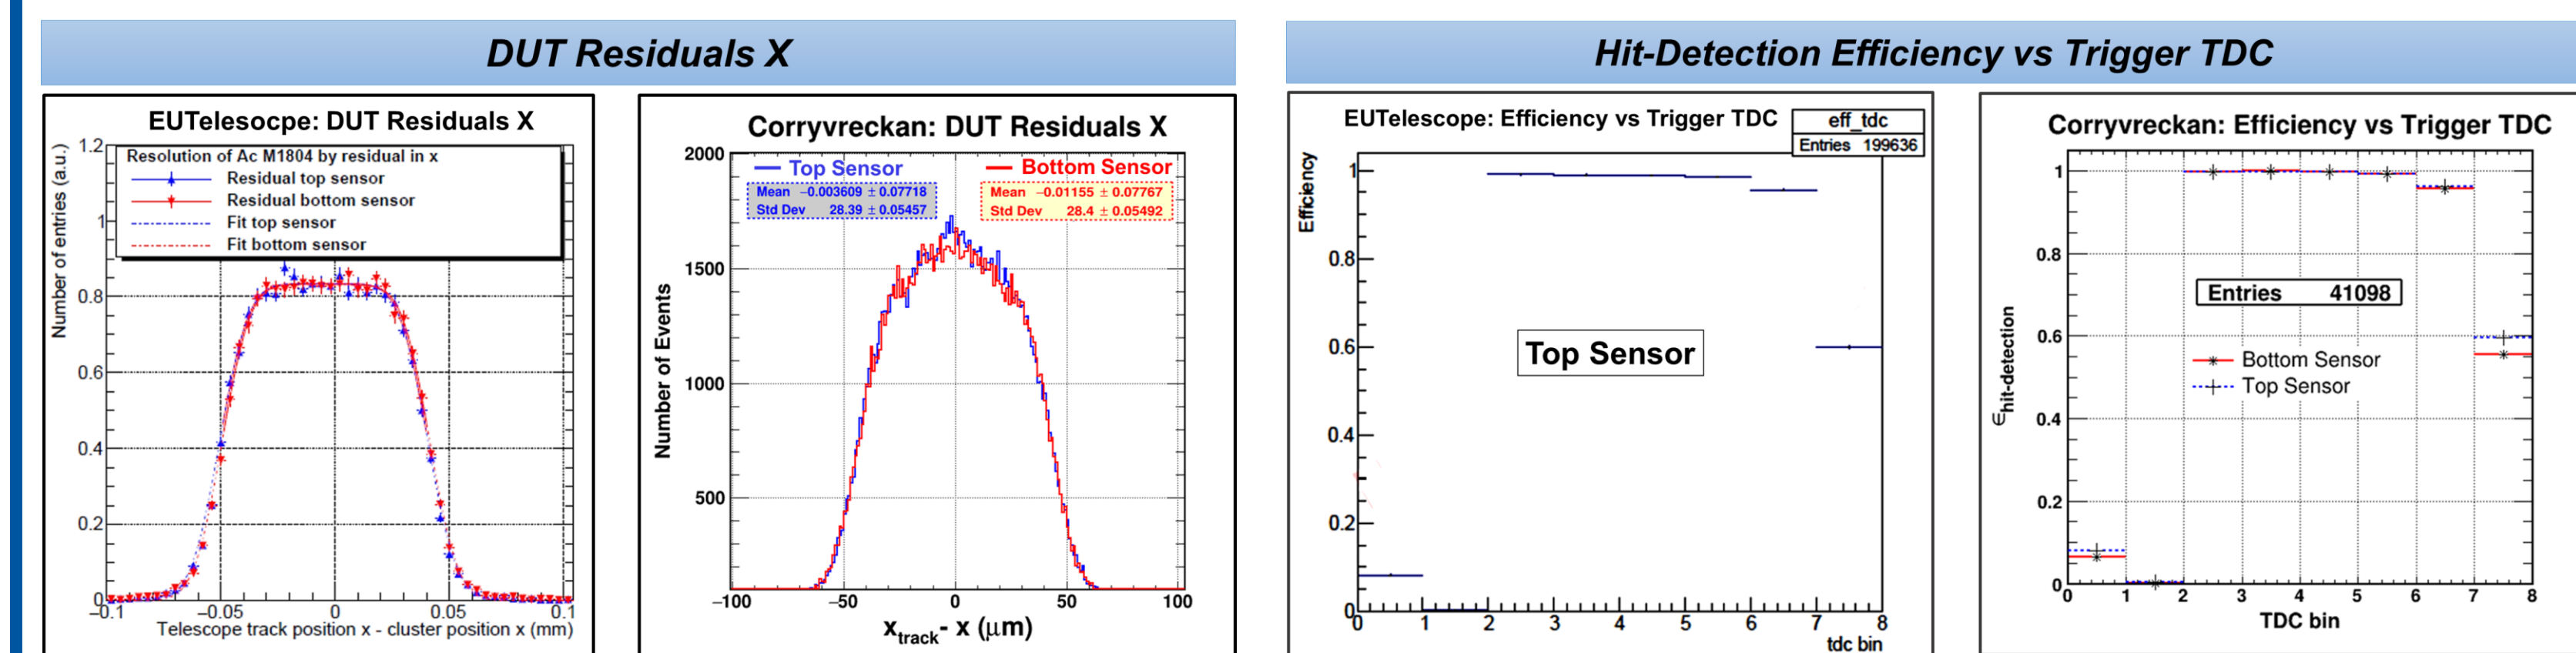 DUT Residuals X
Hit-Detection Efficiency vs Trigger TDC
EUTelesocpe: DUT Residuals X
Number of entries (a.u.)
1.2
1
0.8
0.6
0.4
0.2
0
Resolution of Ac M1804 by residual in x
Residual top sensor
Residual bottom sensor
Fit top sensor
Fit bottom sensor
−0.1 −0.05 0 0.05 0.1
Telescope track position x - cluster position x (mm)
Corryvreckan: DUT Residuals X
Number of Events
2000
1500
1000
500
Top Sensor
Mean −0.003609 ± 0.07718
Std Dev 28.39 ± 0.05457
Bottom Sensor
Mean −0.01155 ± 0.07767
Std Dev 28.4 ± 0.05492
−100 −50 0 50 100
xtrack- x (μm)
EUTelescope: Efficiency vs Trigger TDC
eff_tdc
Entries 199636
Efficiency
1
0.8
0.6
0.4
0.2
0
Top Sensor
0 1 2 3 4 5 6 7 8
tdc bin
Corryvreckan: Efficiency vs Trigger TDC
∈hit-detection
1
0.8
0.6
0.4
0.2
0
Entries 41098
Bottom Sensor
Top Sensor
0 1 2 3 4 5 6 7 8
TDC bin